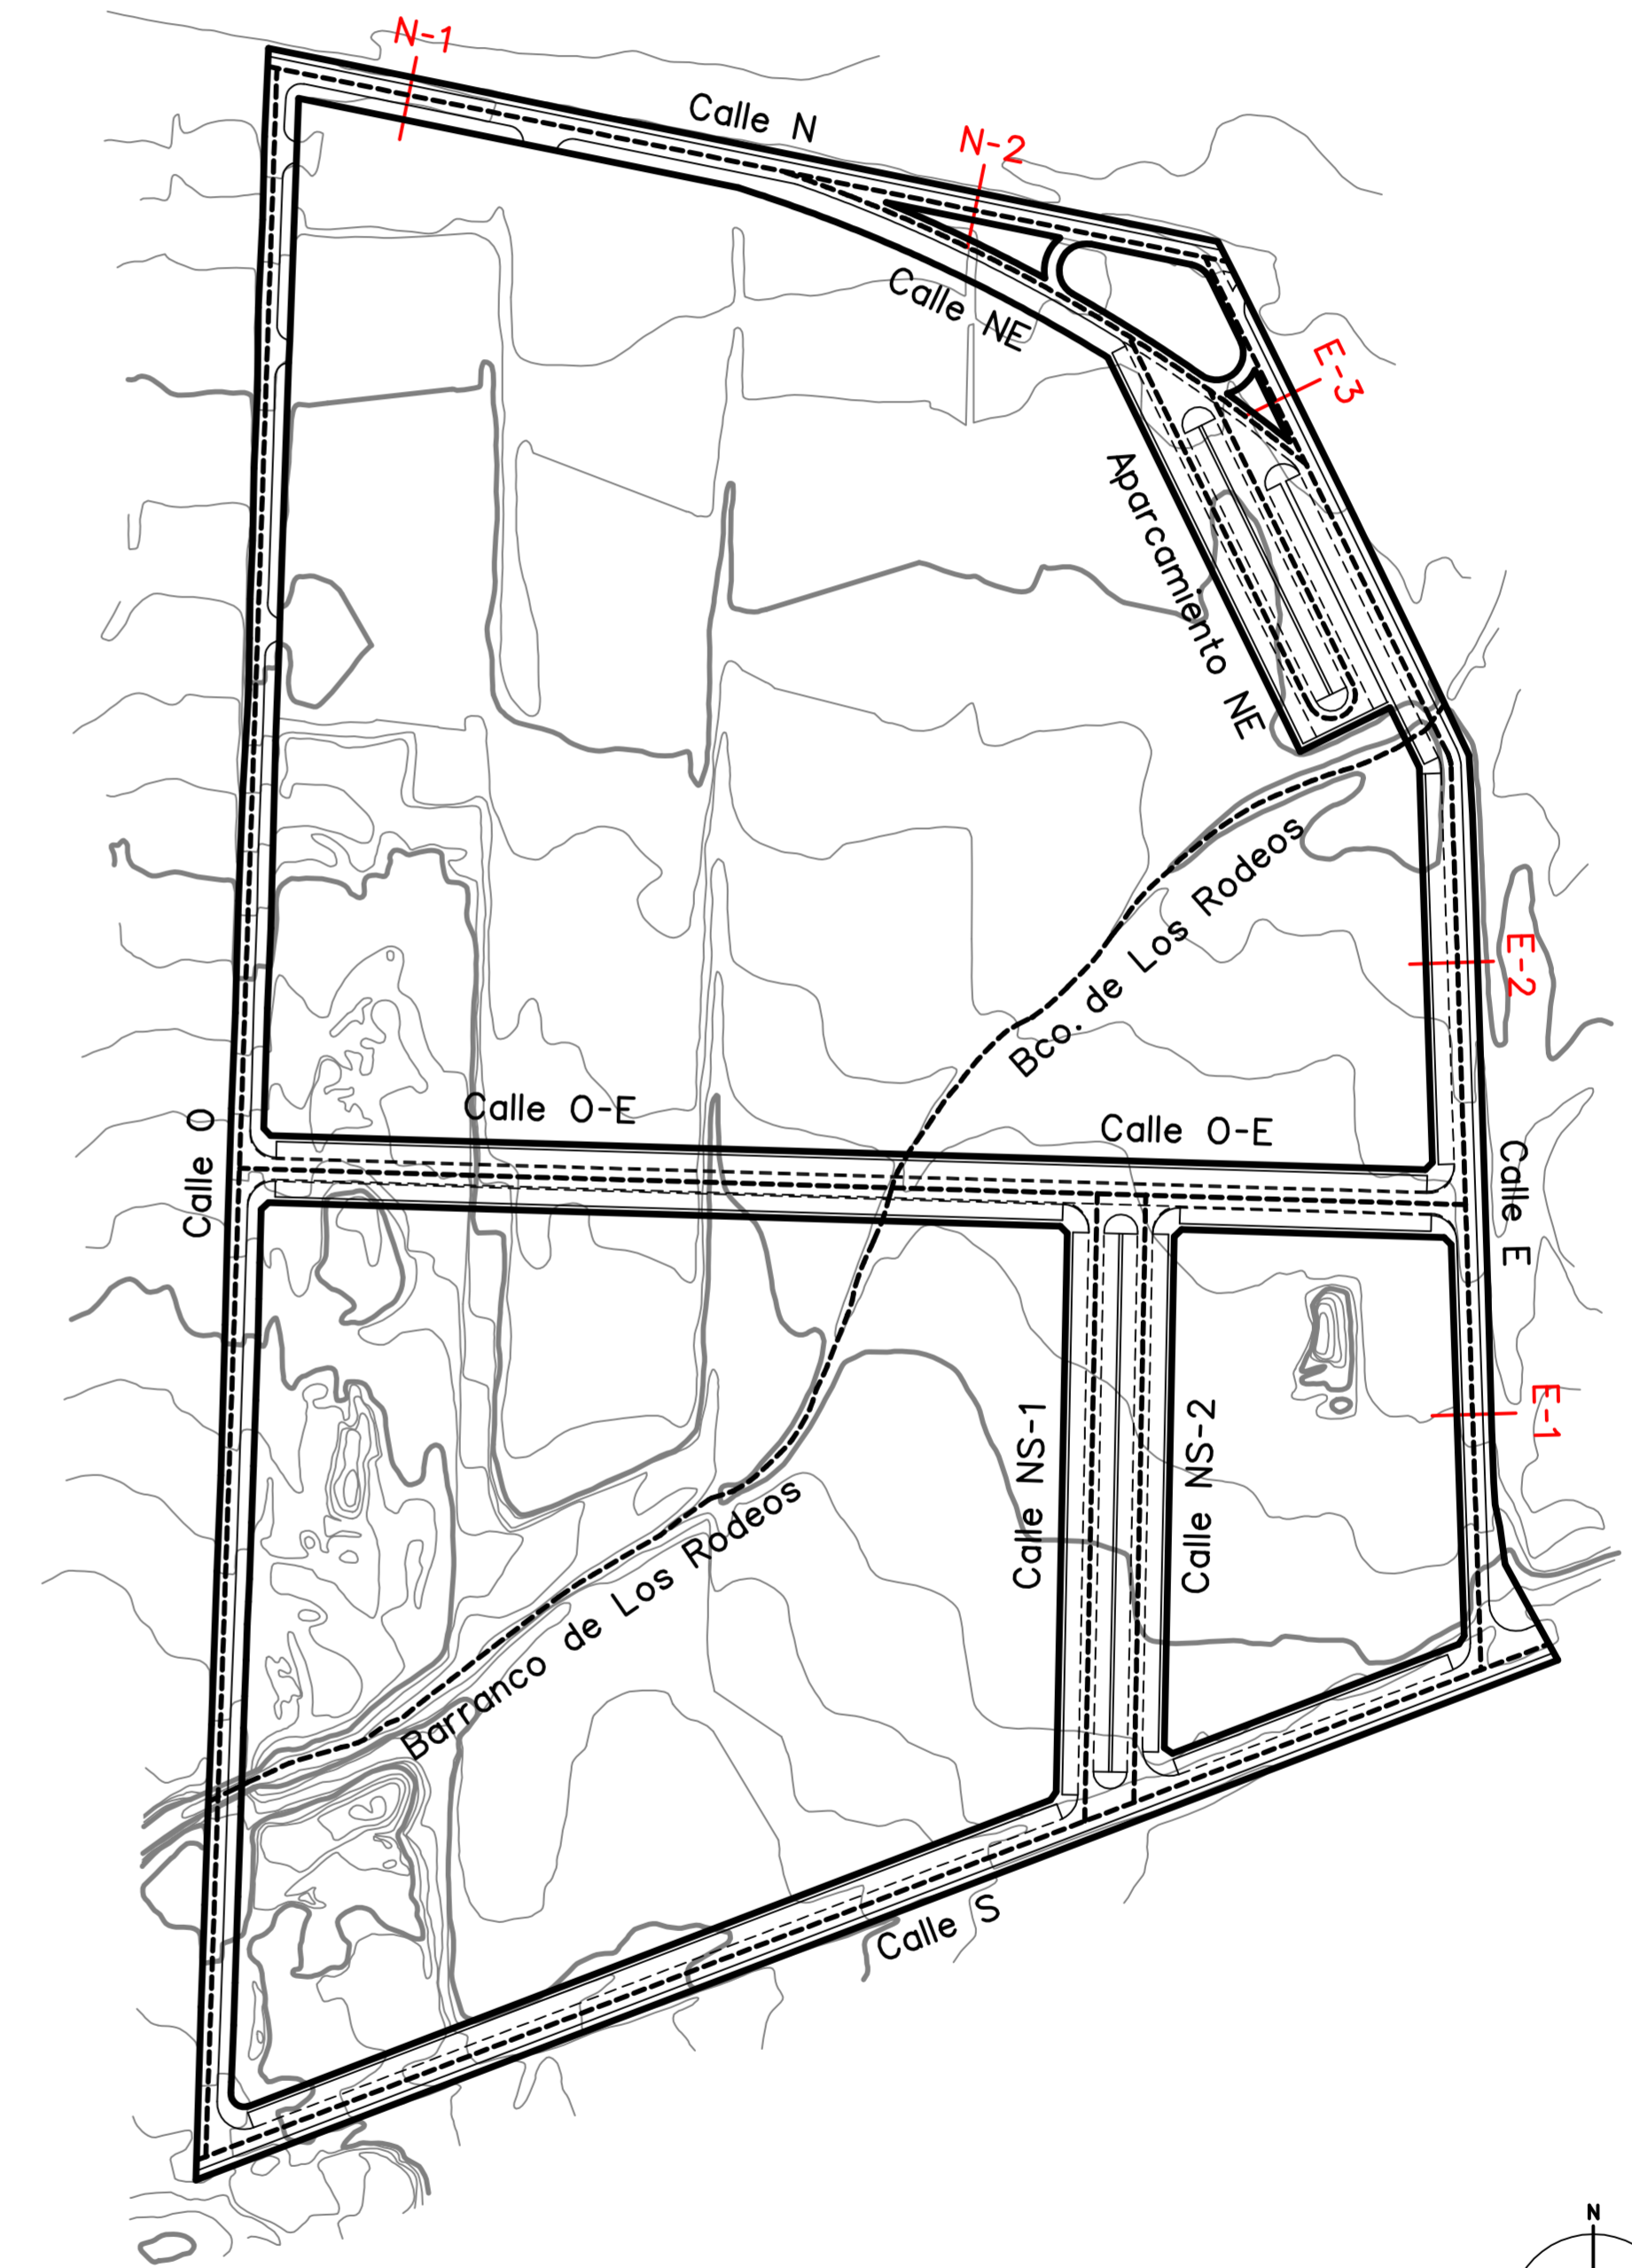 N-1
Calle N
N-2
Calle NE
E-3
Aparcamiento NE
Bco. de Los Rodeos
E-2
Calle O
Calle O-E
Calle O-E
Calle E
E-1
Calle NS-1
Calle NS-2
Barranco de Los Rodeos
Calle S
N